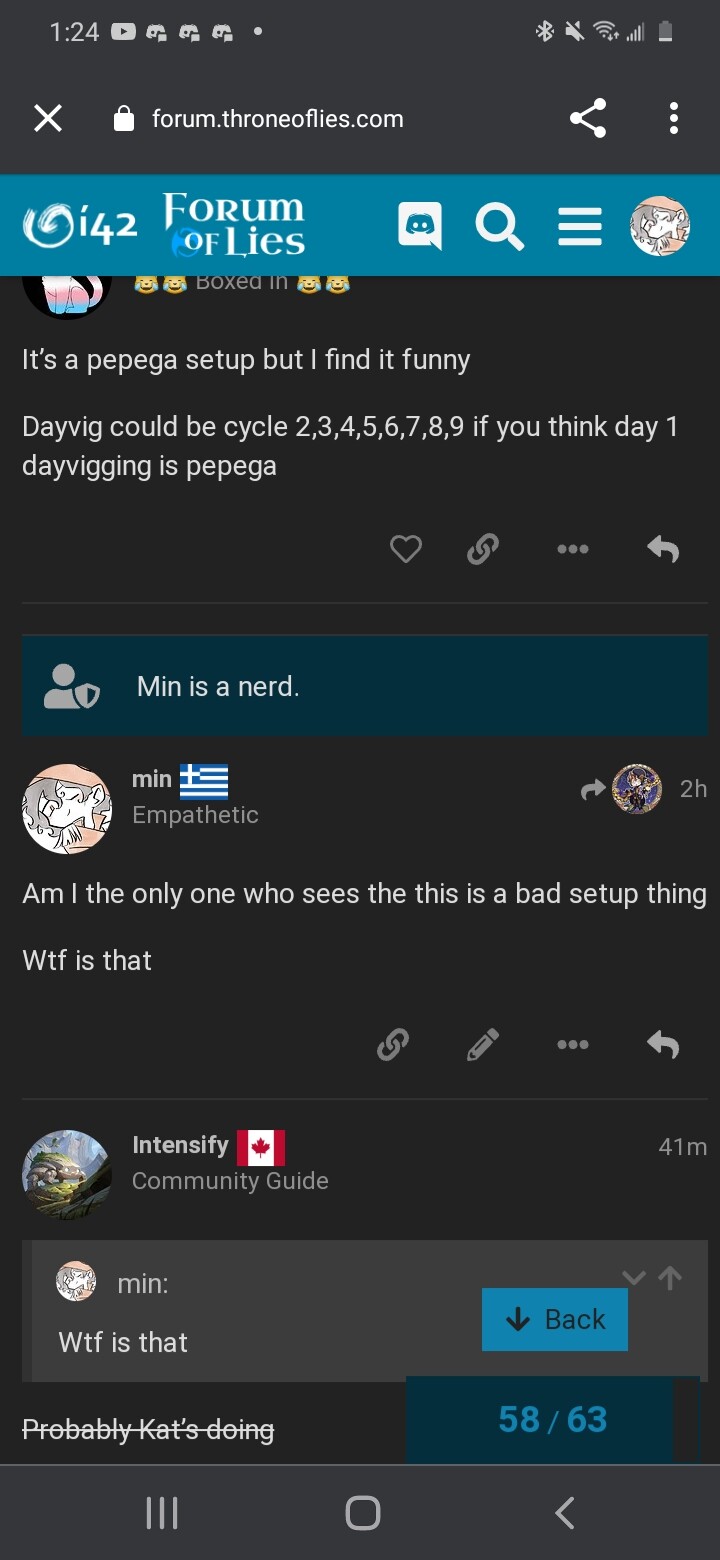 1:24
forum.throneoflies.com
í42
FORUM
OF LIES
😹😹 Boxed in 😹😹
It's a pepega setup but I find it funny
Dayvig could be cycle 2,3,4,5,6,7,8,9 if you think day 1
dayvigging is pepega
Min is a nerd.
min
2h
Empathetic
Am I the only one who sees the this is a bad setup thing
Wtf is that
Intensify
41m
Community Guide
min:
Wtf is that
Back
Probably Kat's doing
58 / 63